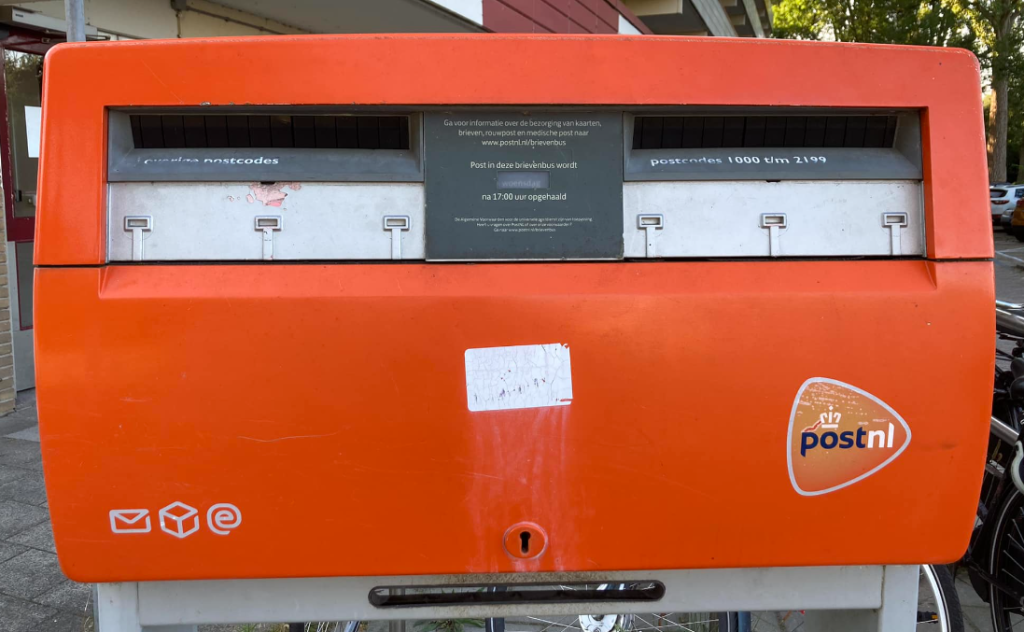 overige postcodes
Ga voor informatie over de bezorging van kaarten,
brieven, rouwpost en medische post naar
www.postnl.nl/brievenbus
Post in deze brievenbus wordt
na 17:00 uur opgehaald
postcodes 1000 t/m 2199
postnl